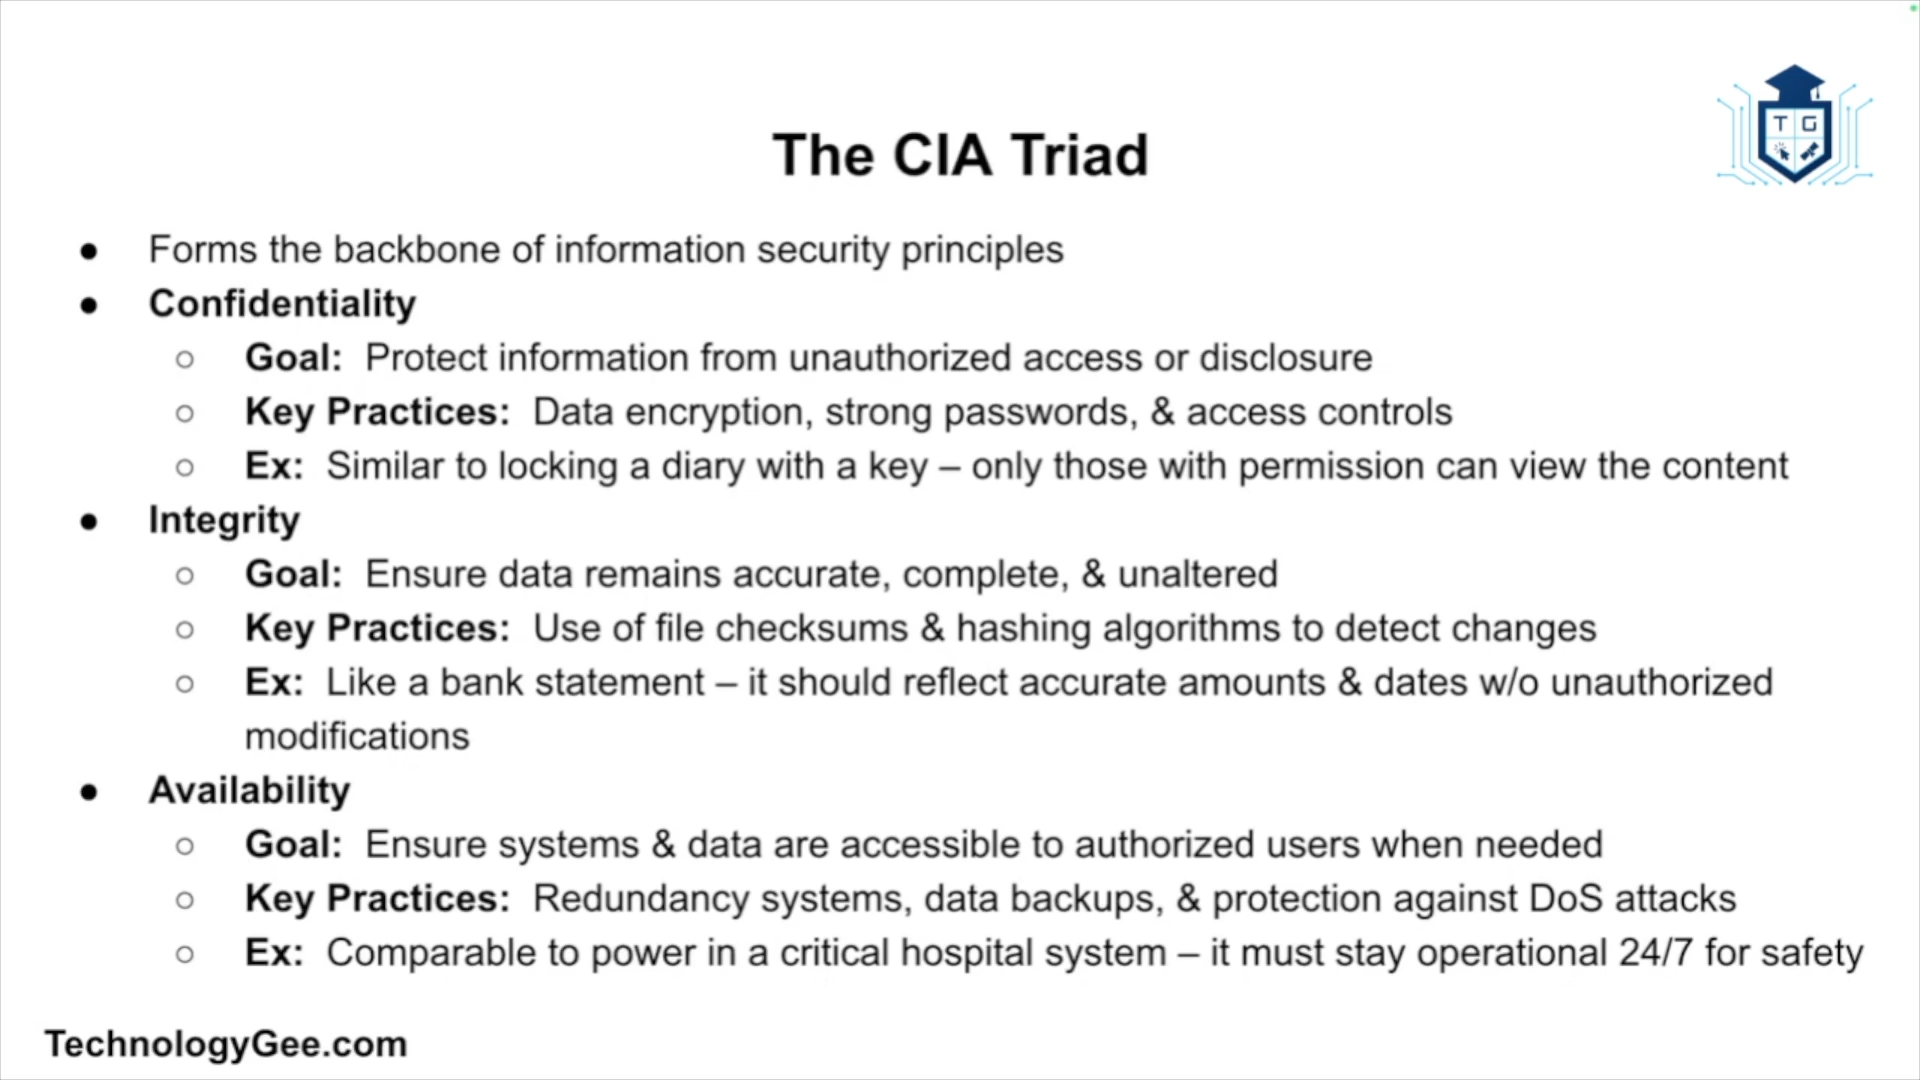 T G
The CIA Triad
● Forms the backbone of information security principles
● Confidentiality
○ Goal: Protect information from unauthorized access or disclosure
○ Key Practices: Data encryption, strong passwords, & access controls
○ Ex: Similar to locking a diary with a key – only those with permission can view the content
● Integrity
○ Goal: Ensure data remains accurate, complete, & unaltered
○ Key Practices: Use of file checksums & hashing algorithms to detect changes
○ Ex: Like a bank statement – it should reflect accurate amounts & dates w/o unauthorized
modifications
● Availability
○ Goal: Ensure systems & data are accessible to authorized users when needed
○ Key Practices: Redundancy systems, data backups, & protection against DoS attacks
○ Ex: Comparable to power in a critical hospital system – it must stay operational 24/7 for safety
TechnologyGee.com